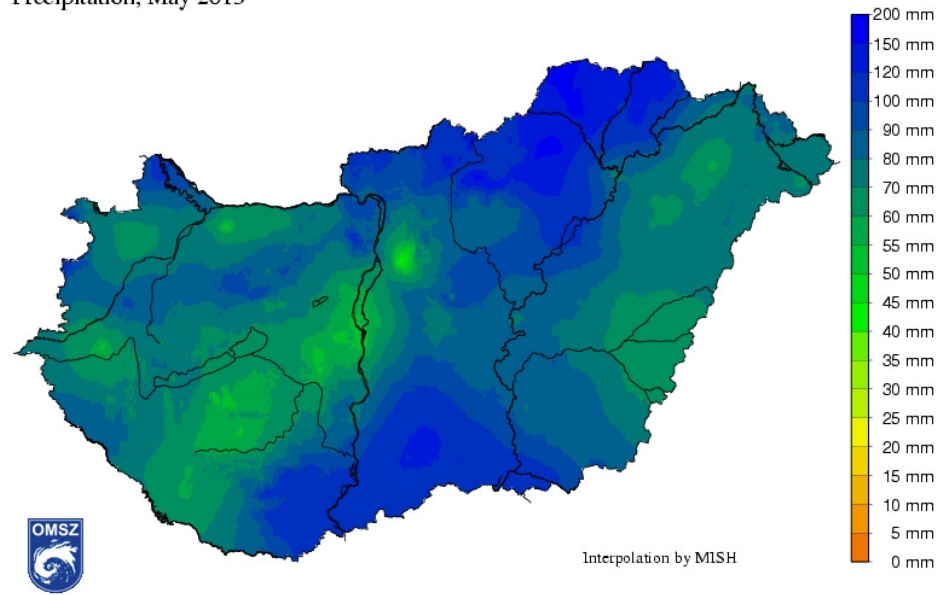 Precipitation, May 2015
200 mm
150 mm
120 mm
100 mm
90 mm
80 mm
70 mm
60 mm
55 mm
50 mm
45 mm
40 mm
35 mm
30 mm
25 mm
20 mm
15 mm
10 mm
5 mm
0 mm
OMSZ
Interpolation by MISH